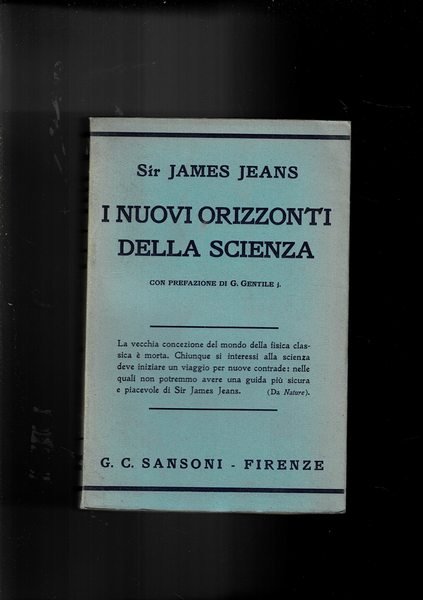 Sir JAMES JEANS
I NUOVI ORIZZONTI
DELLA SCIENZA
CON PREFAZIONE DI G. GENTILE j.
La vecchia concezione del mondo della fisica clas-
sica è morta. Chiunque si interessi alla scienza
deve iniziare un viaggio per nuove contrade: nelle
quali non potremmo avere una guida più sicura
e piacevole di Sir James Jeans. (Da Nature).
G. C. SANSONI - FIRENZE